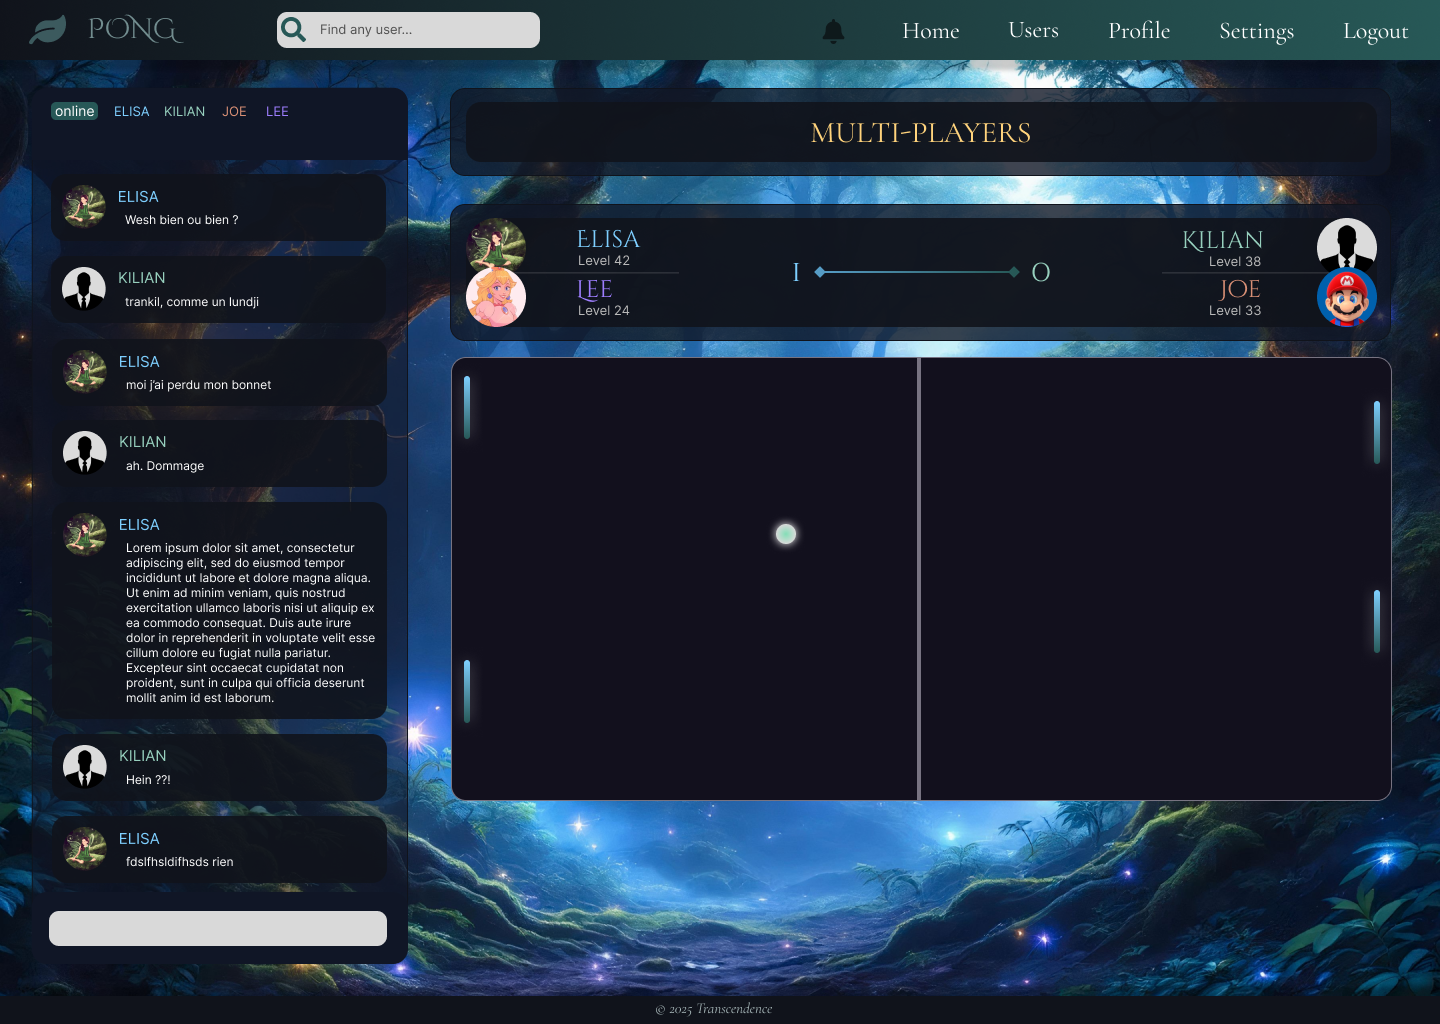 PONG
Find any user...
Home
Users
Profile
Settings
Logout
online ELISA KILIAN JOE LEE
ELISA
Wesh bien ou bien ?
KILIAN
trankil, comme un lundji
ELISA
moi j'ai perdu mon bonnet
KILIAN
ah. Dommage
ELISA
Lorem ipsum dolor sit amet, consectetur
adipiscing elit, sed do eiusmod tempor
incididunt ut labore et dolore magna aliqua.
Ut enim ad minim veniam, quis nostrud
exercitation ullamco laboris nisi ut aliquip ex
ea commodo consequat. Duis aute irure
dolor in reprehenderit in voluptate velit esse
cillum dolore eu fugiat nulla pariatur.
Excepteur sint occaecat cupidatat non
proident, sunt in culpa qui officia deserunt
mollit anim id est laborum.
KILIAN
Hein ??!
ELISA
fdslfhsldifhsds rien
MULTI-PLAYERS
ELISA
Level 42
LEE
Level 24
I
O
KILIAN
Level 38
JOE
Level 33
© 2025 Transcendence